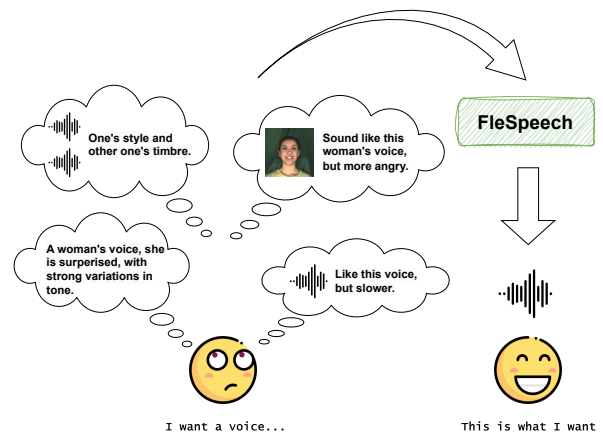 One's style and
other one's timbre.
Sound like this
woman's voice,
but more angry.
FleSpeech
A woman's voice, she
is surperised, with
strong variations in
tone.
Like this voice,
but slower.
I want a voice...
This is what I want